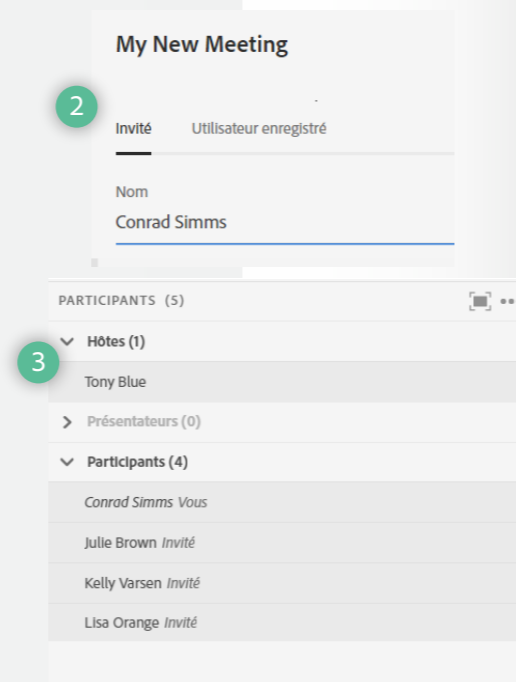 My New Meeting
2
Invité Utilisateur enregistré
Nom
Conrad Simms
PARTICIPANTS (5)
3
Hôtes (1)
Tony Blue
Présentateurs (0)
Participants (4)
Conrad Simms Vous
Julie Brown Invité
Kelly Varsen Invité
Lisa Orange Invité